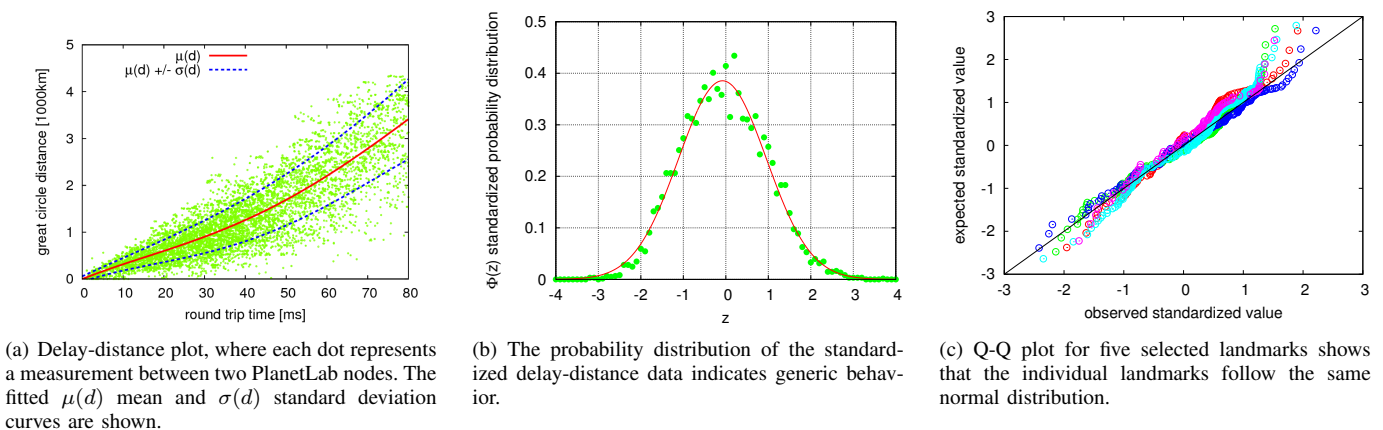 5
4
3
2
1
0
great circle distance [1000km]
μ(d)
μ(d) +/- σ(d)
0 10 20 30 40 50 60 70 80
round trip time [ms]
(a) Delay-distance plot, where each dot represents
a measurement between two PlanetLab nodes. The
fitted μ(d) mean and σ(d) standard deviation
curves are shown.
0.5
0.4
0.3
0.2
0.1
0
Φ(z) standardized probability distribution
-4 -3 -2 -1 0 1 2 3 4
z
(b) The probability distribution of the standard-
ized delay-distance data indicates generic behav-
ior.
3
2
1
0
-1
-2
-3
expected standardized value
-3 -2 -1 0 1 2 3
observed standardized value
(c) Q-Q plot for five selected landmarks shows
that the individual landmarks follow the same
normal distribution.